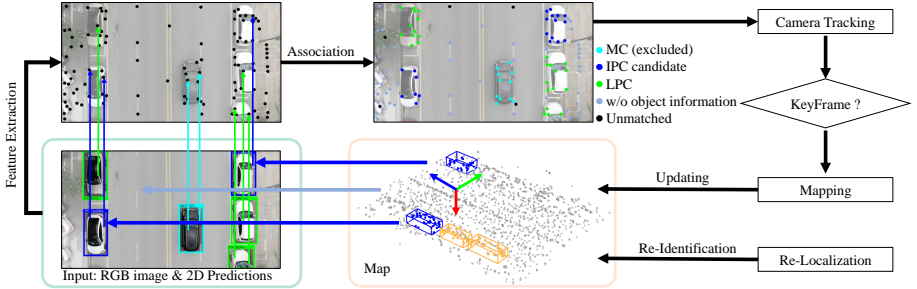 Feature Extraction
Association
MC (excluded)
IPC candidate
LPC
w/o object information
Unmatched
Camera Tracking
KeyFrame ?
Mapping
Updating
Re-Identification
Re-Localization
Map
Input: RGB image & 2D Predictions